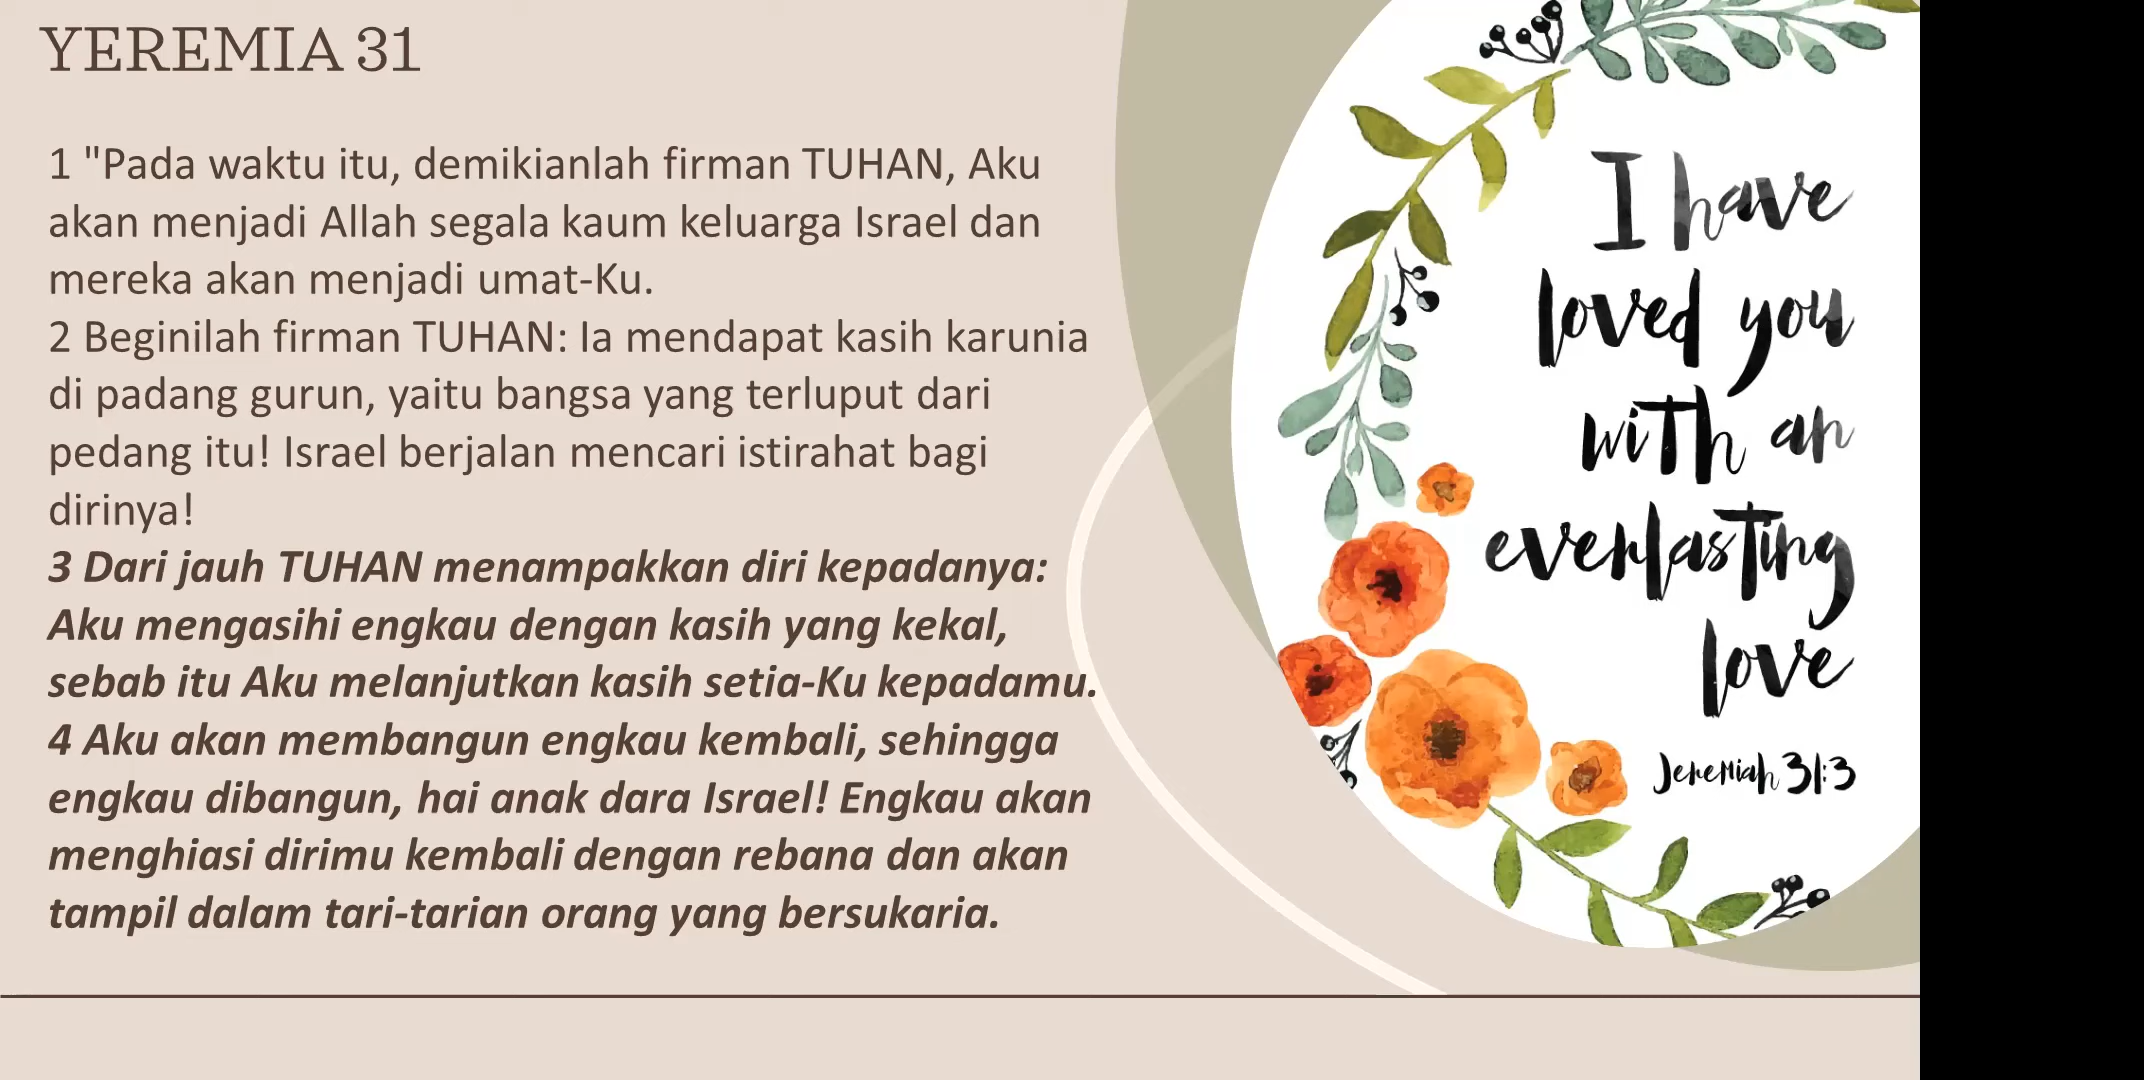 YEREMIA 31
1 "Pada waktu itu, demikianlah firman TUHAN, Aku
akan menjadi Allah segala kaum keluarga Israel dan
mereka akan menjadi umat-Ku.
2 Beginilah firman TUHAN: Ia mendapat kasih karunia
di padang gurun, yaitu bangsa yang terluput dari
pedang itu! Israel berjalan mencari istirahat bagi
dirinya!
3 Dari jauh TUHAN menampakkan diri kepadanya:
Aku mengasihi engkau dengan kasih yang kekal,
sebab itu Aku melanjutkan kasih setia-Ku kepadamu.
4 Aku akan membangun engkau kembali, sehingga
engkau dibangun, hai anak dara Israel! Engkau akan
menghiasi dirimu kembali dengan rebana dan akan
tampil dalam tari-tarian orang yang bersukaria.
I have
loved you
with an
everlasting
love
Jeremiah 31:3